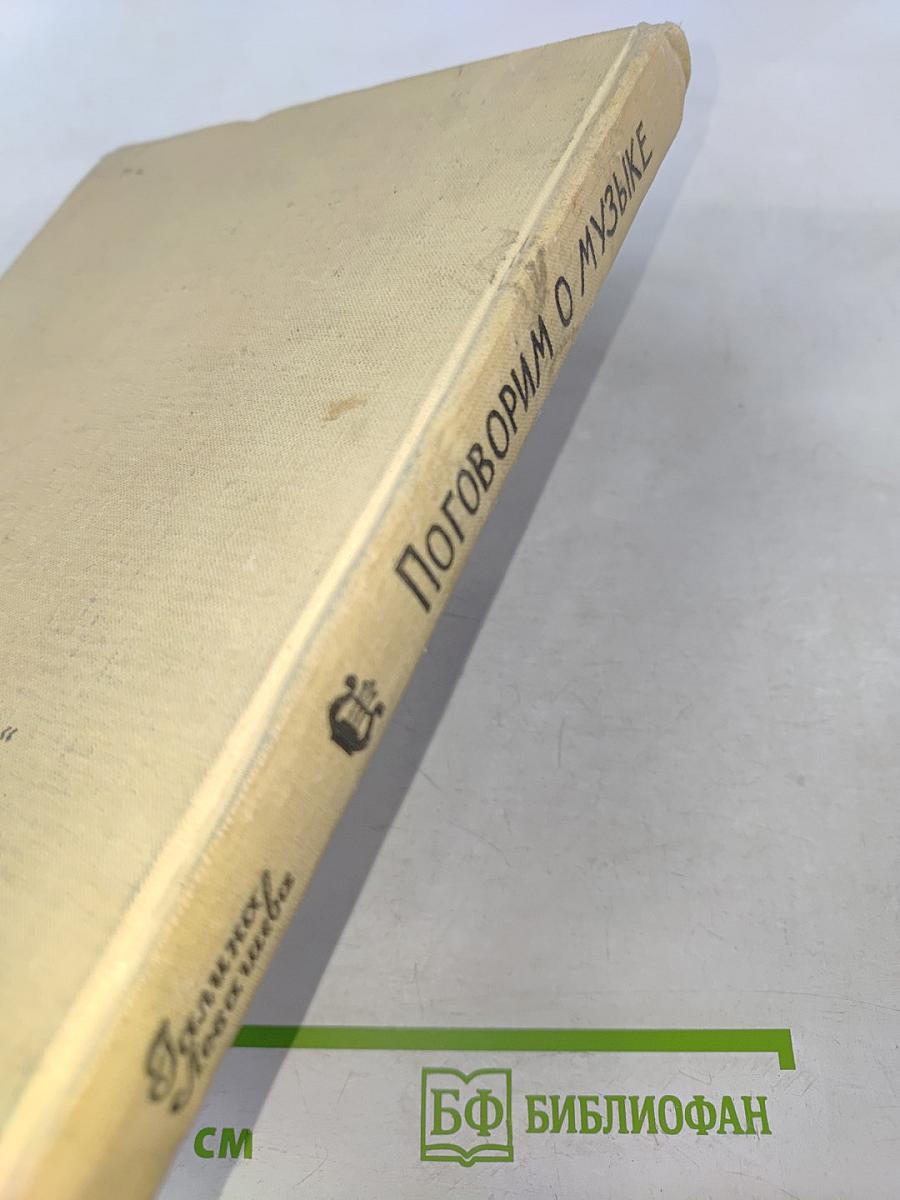 Галина
Левашева
ПОГОВОРИМ О МУЗЫКЕ
“
см
БФ БИБЛИОФАН